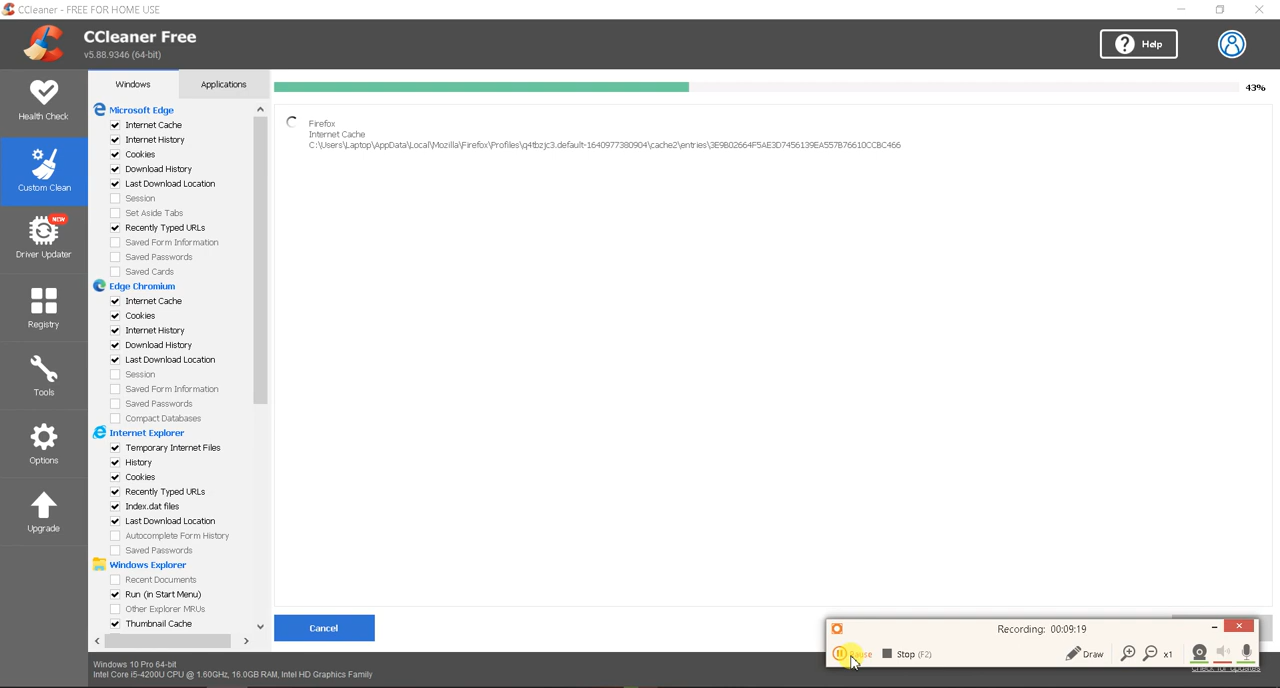 CCleaner - FREE FOR HOME USE
CCleaner Free
v5.88.9346 (64-bit)
Help
Health Check
Custom Clean
NEW
Driver Updater
Registry
Tools
Options
Upgrade
Windows
Applications
Microsoft Edge
Internet Cache
Internet History
Cookies
Download History
Last Download Location
Session
Set Aside Tabs
Recently Typed URLs
Saved Form Information
Saved Passwords
Saved Cards
Edge Chromium
Internet Cache
Cookies
Internet History
Download History
Last Download Location
Session
Saved Form Information
Saved Passwords
Compact Databases
Internet Explorer
Temporary Internet Files
History
Cookies
Recently Typed URLs
Index.dat files
Last Download Location
Autocomplete Form History
Saved Passwords
Windows Explorer
Recent Documents
Run (in Start Menu)
Other Explorer MRUs
Thumbnail Cache
43%
Firefox
Internet Cache
C:\Users\Laptop\AppData\Local\Mozilla\Firefox\Profiles\q4tbzjc3.default-1640977380904\cache2\entries\3E9B02664F5AE3D7456139EA557B76610CCBC466
Cancel
Recording: 00:09:19
Pause
Stop (F2)
Draw
x1
Windows 10 Pro 64-bit
Intel Core i5-4200U CPU @ 1.60GHz, 16.0GB RAM, Intel HD Graphics Family
Check for updates